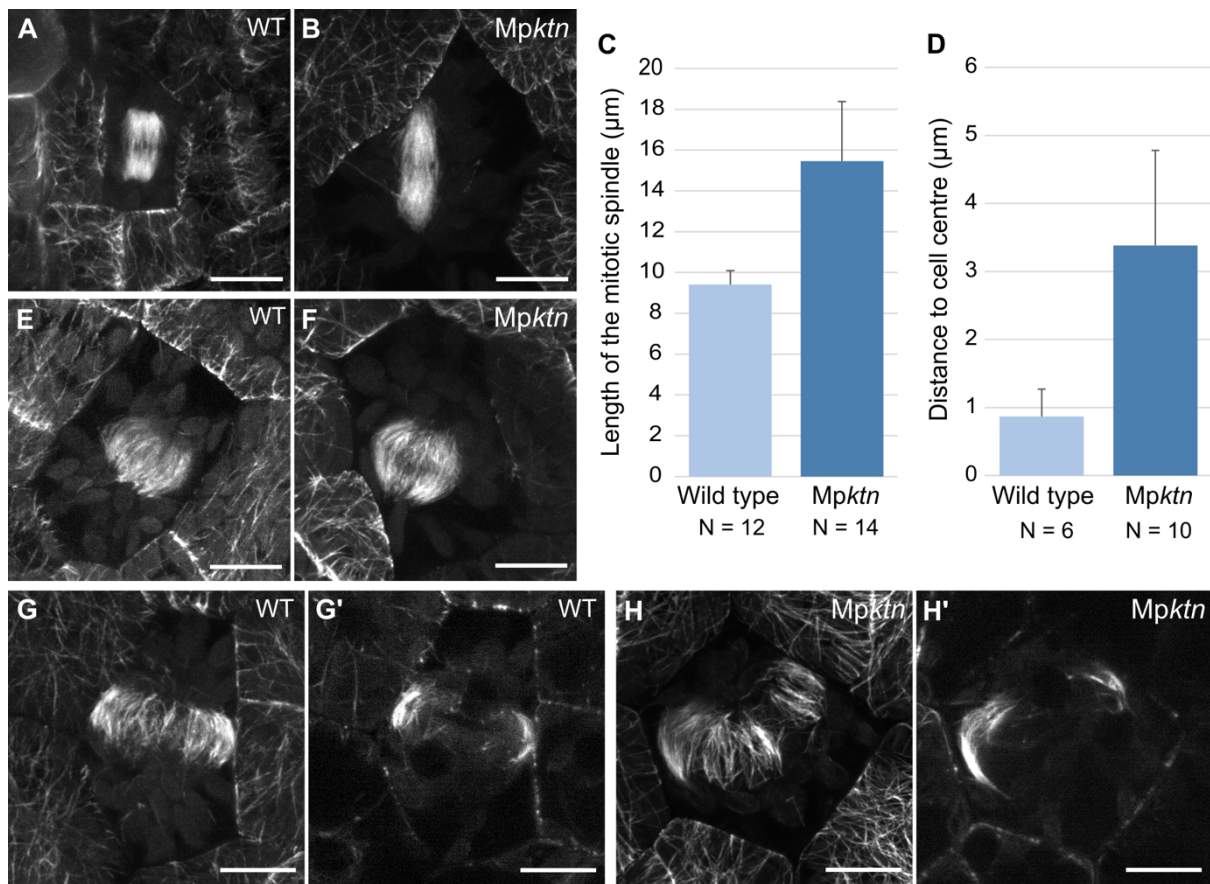 A WT
B Mpktn
C
Length of the mitotic spindle (µm)
20
18
16
14
12
10
8
6
4
2
0
Wild type Mpktn
N = 12 N = 14
D
Distance to cell centre (µm)
6
5
4
3
2
1
0
Wild type Mpktn
N = 6 N = 10
E WT
F Mpktn
G WT
G' WT
H Mpktn
H' Mpktn